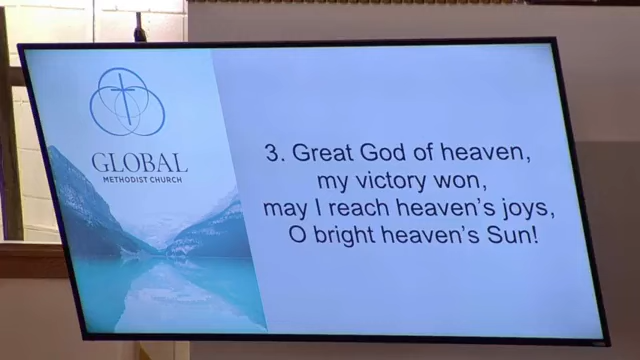 GLOBAL
METHODIST CHURCH
3. Great God of heaven,
my victory won,
may I reach heaven's joys,
O bright heaven's Sun!